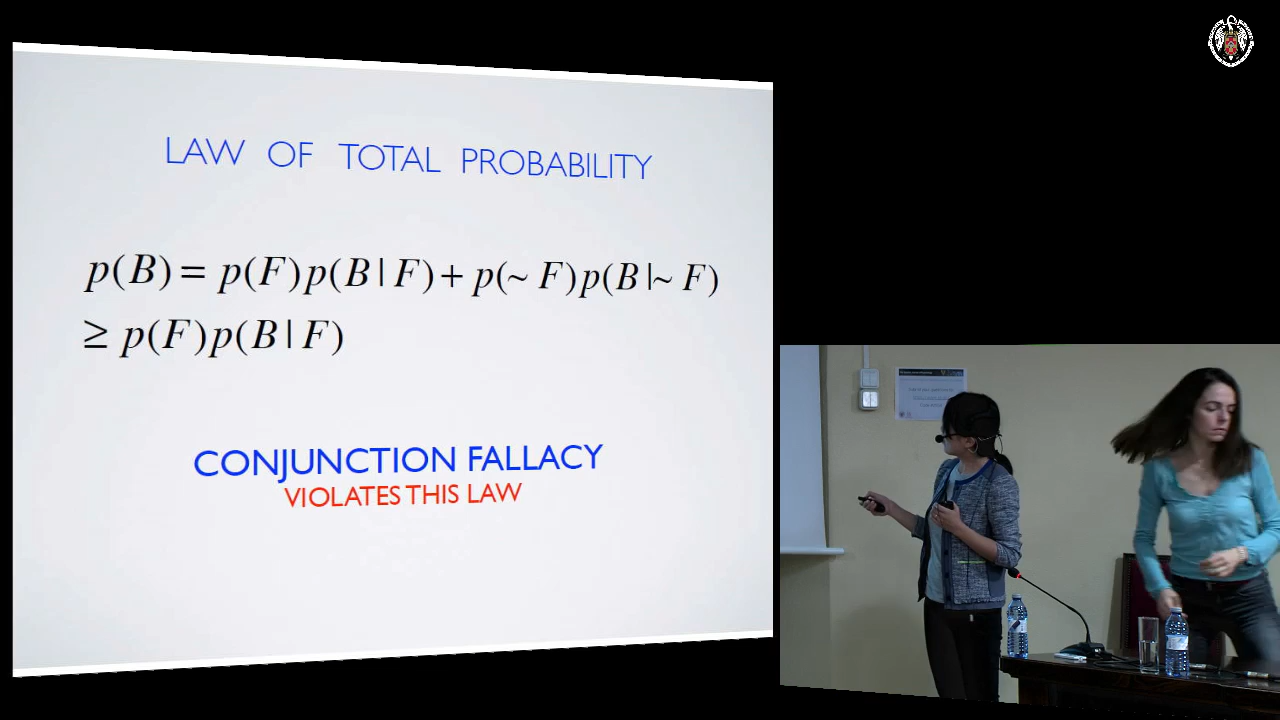 LAW OF TOTAL PROBABILITY
p(B) = p(F)p(B | F) + p(~ F)p(B |~ F)
≥ p(F)p(B | F)
CONJUNCTION FALLACY
VIOLATES THIS LAW